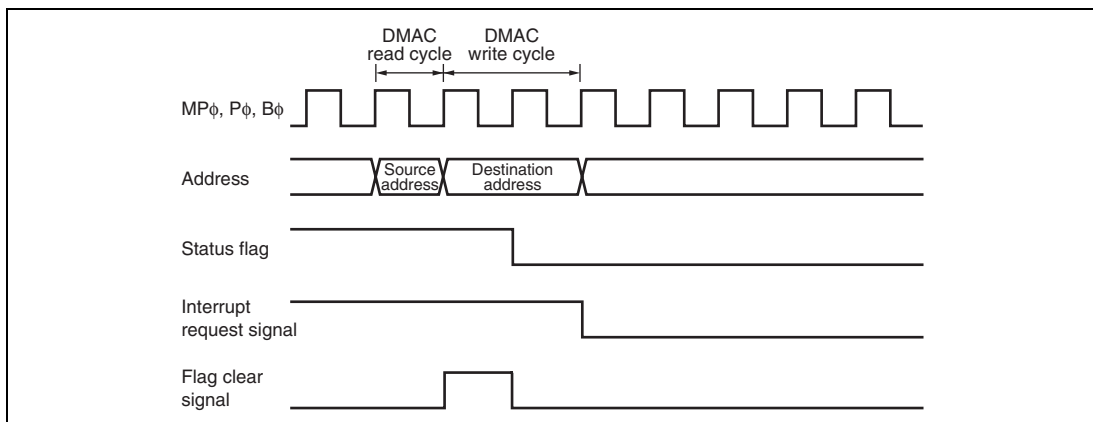 DMAC
read cycle
DMAC
write cycle
MPϕ, Pϕ, Bϕ
Address
Source
address
Destination
address
Status flag
Interrupt
request signal
Flag clear
signal